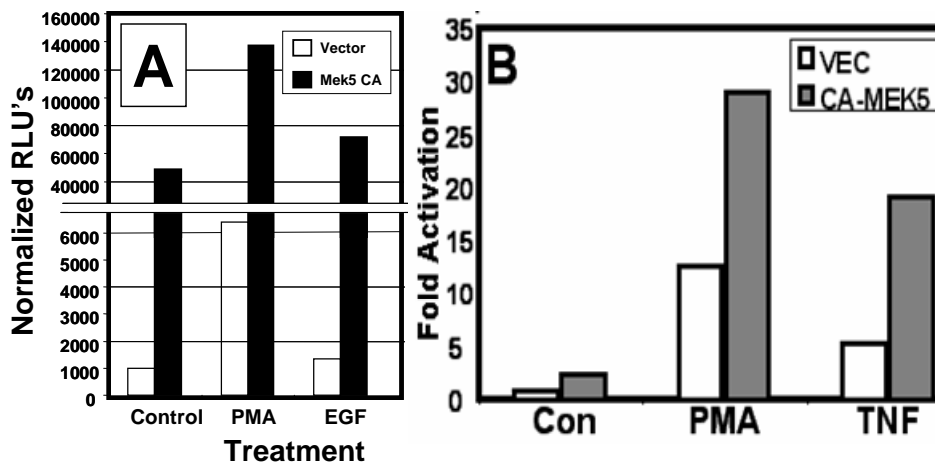 Normalized RLU's
160000
140000
120000
100000
80000
60000
40000
6000
5000
4000
3000
2000
1000
0
A
Vector
Mek5 CA
Control PMA EGF
Treatment
Fold Activation
35
30
25
20
15
10
5
0
B
VEC
CA-MEK5
Con PMA TNF